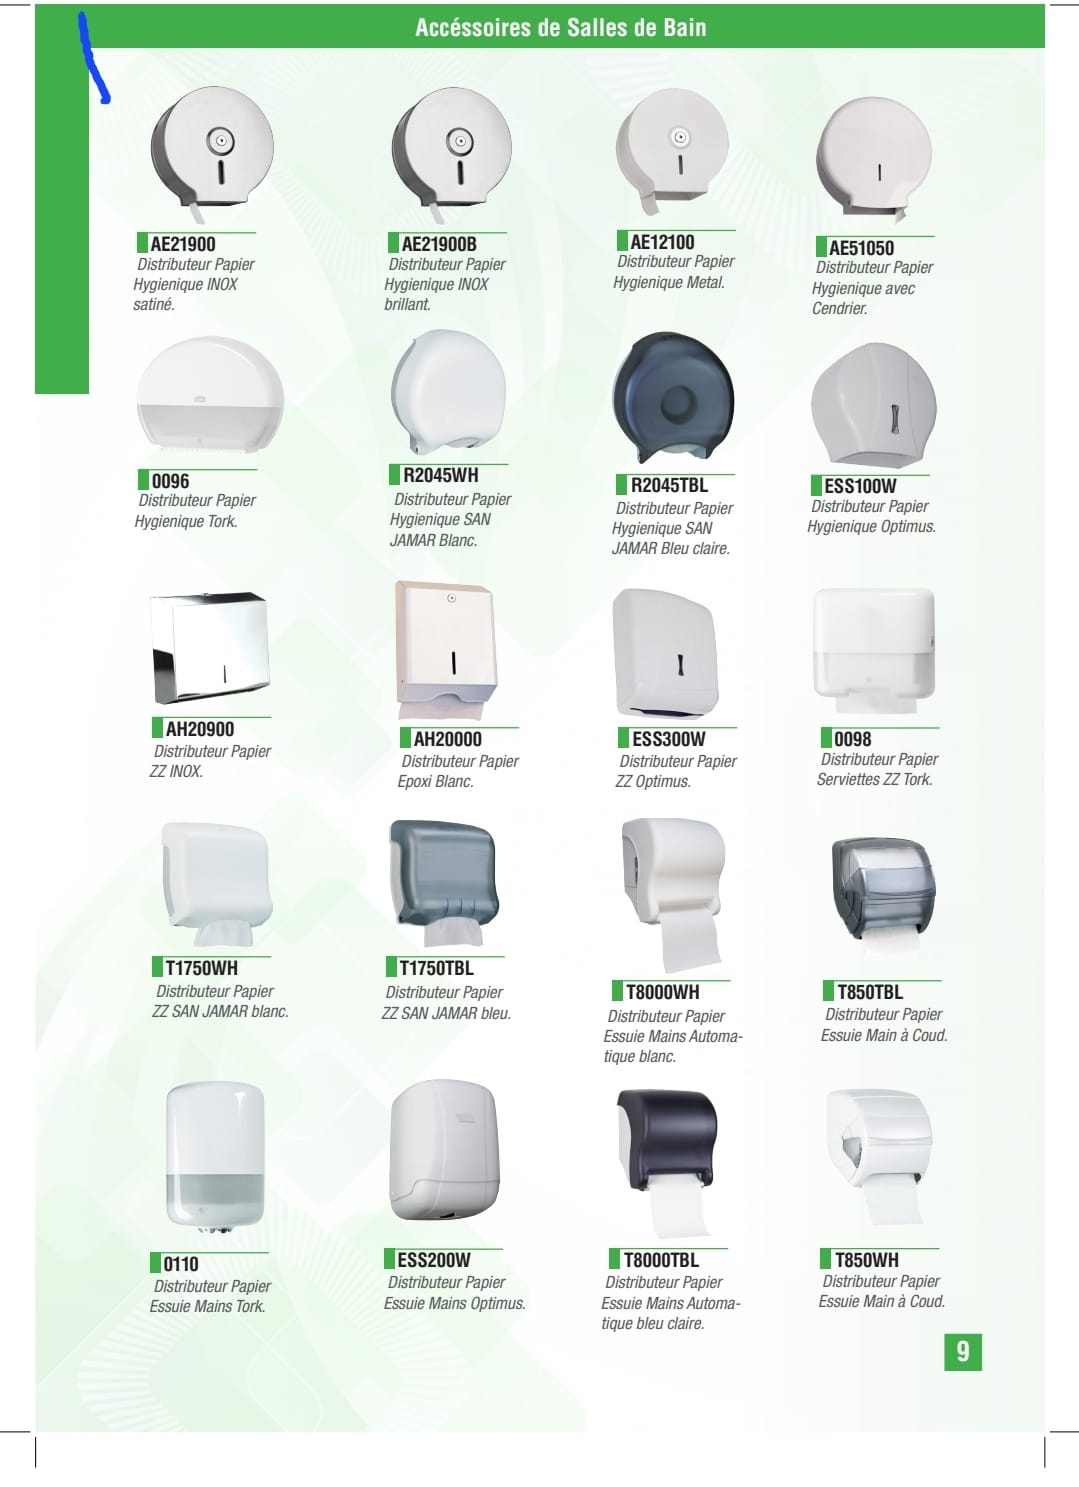 Accéssoires de Salles de Bain
AE21900
Distributeur Papier
Hygienique INOX
satiné.
AE21900B
Distributeur Papier
Hygienique INOX
brillant.
AE12100
Distributeur Papier
Hygienique Metal.
AE51050
Distributeur Papier
Hygienique avec
Cendrier.
0096
Distributeur Papier
Hygienique Tork.
R2045WH
Distributeur Papier
Hygienique SAN
JAMAR Blanc.
R2045TBL
Distributeur Papier
Hygienique SAN
JAMAR Bleu claire.
ESS100W
Distributeur Papier
Hygienique Optimus.
AH20900
Distributeur Papier
ZZ INOX.
AH20000
Distributeur Papier
Epoxi Blanc.
ESS300W
Distributeur Papier
ZZ Optimus.
0098
Distributeur Papier
Serviettes ZZ Tork.
T1750WH
Distributeur Papier
ZZ SAN JAMAR blanc.
T1750TBL
Distributeur Papier
ZZ SAN JAMAR bleu.
T8000WH
Distributeur Papier
Essuie Mains Automa-
tique blanc.
T850TBL
Distributeur Papier
Essuie Main à Coud.
0110
Distributeur Papier
Essuie Mains Tork.
ESS200W
Distributeur Papier
Essuie Mains Optimus.
T8000TBL
Distributeur Papier
Essuie Mains Automa-
tique bleu claire.
T850WH
Distributeur Papier
Essuie Main à Coud.
9